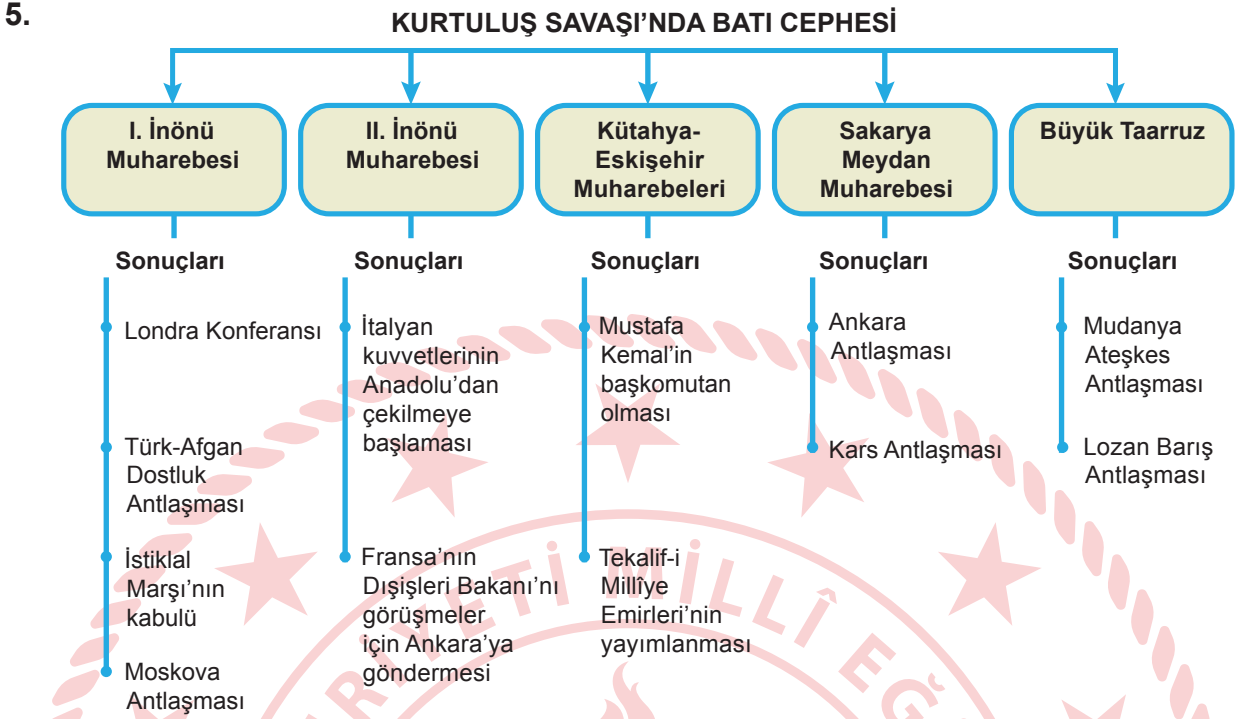 5.
KURTULUŞ SAVAŞI’NDA BATI CEPHESİ
I. İnönü
Muharebesi
II. İnönü
Muharebesi
Kütahya-
Eskişehir
Muharebeleri
Sakarya
Meydan
Muharebesi
Büyük Taarruz
Sonuçları
Londra Konferansı
Türk-Afgan
Dostluk
Antlaşması
İstiklal
Marşı’nın
kabulü
Moskova
Antlaşması
Sonuçları
İtalyan
kuvvetlerinin
Anadolu’dan
çekilmeye
başlaması
Fransa’nın
Dışişleri Bakanı’nı
görüşmeler
için Ankara’ya
göndermesi
Sonuçları
Mustafa
Kemal’in
başkomutan
olması
Tekalif-i
Millîye
Emirleri’nin
yayımlanması
Sonuçları
Ankara
Antlaşması
Kars Antlaşması
Sonuçları
Mudanya
Ateşkes
Antlaşması
Lozan Barış
Antlaşması